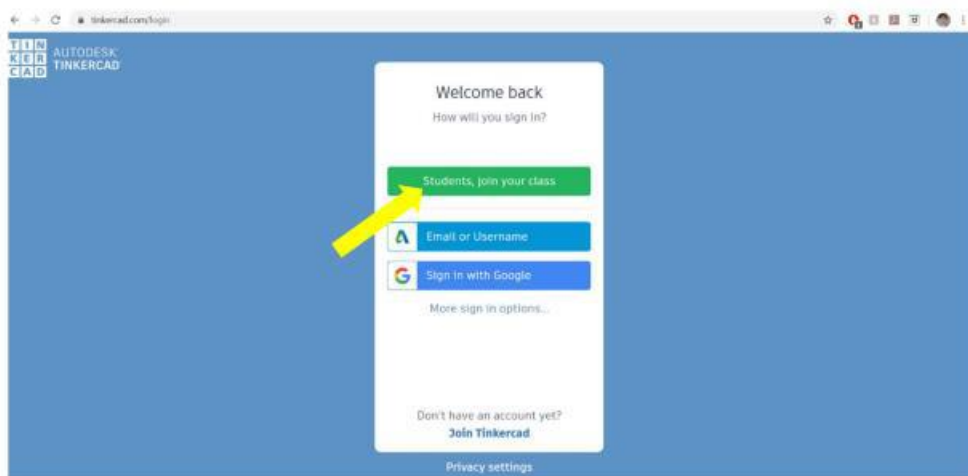 tinkercad.com/login
TIN
KER
CAD
AUTODESK
TINKERCAD
Welcome back
How will you sign in?
Students, join your class
Email or Username
Sign in with Google
More sign in options...
Don't have an account yet?
Join Tinkercad
Privacy settings